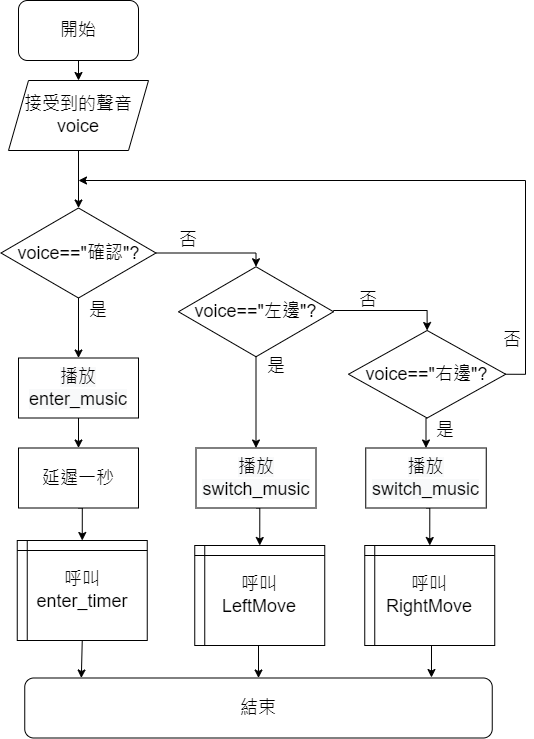 開始
接受到的聲音
voice
voice=="確認"?
否
voice=="左邊"?
否
voice=="右邊"?
否
是
是
是
播放
enter_music
播放
switch_music
播放
switch_music
延遲一秒
呼叫
enter_timer
呼叫
LeftMove
呼叫
RightMove
結束